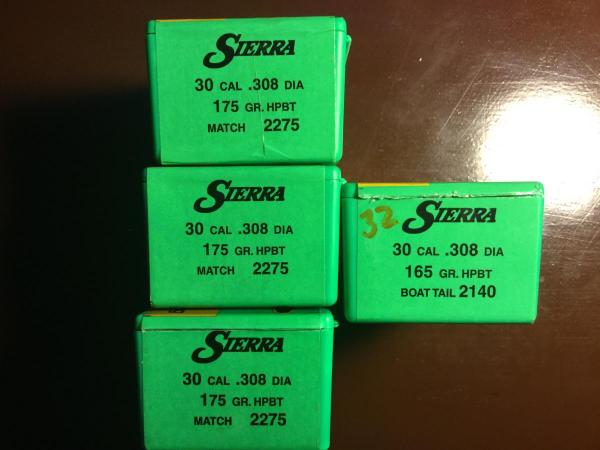 SIERRA
30 CAL .308 DIA
175 GR. HPBT
MATCH 2275
SIERRA
30 CAL .308 DIA
175 GR. HPBT
MATCH 2275
32 SIERRA
30 CAL .308 DIA
165 GR. HPBT
BOAT TAIL 2140
SIERRA
30 CAL .308 DIA
175 GR. HPBT
MATCH 2275